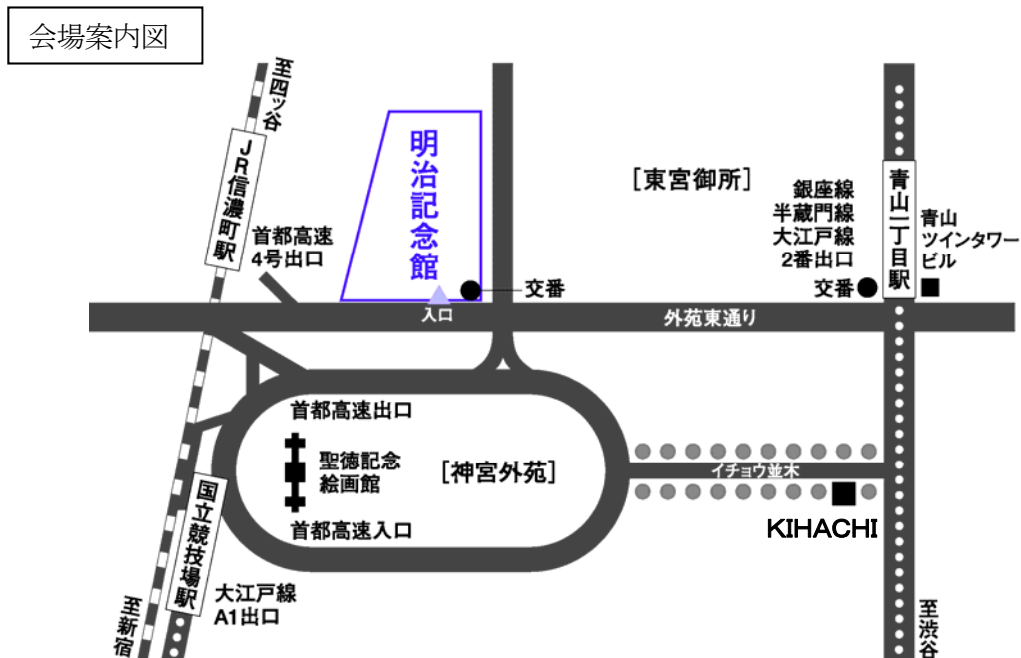 会場案内図
至四ッ谷
JR信濃町駅
首都高速
4号出口
明治記念館
入口
交番
[東宮御所]
銀座線
半蔵門線
大江戸線
2番出口
交番
青山一丁目駅
青山
ツインタワー
ビル
外苑東通り
首都高速出口
聖徳記念
絵画館
[神宮外苑]
首都高速入口
イチョウ並木
KIHACHI
国立競技場駅
大江戸線
A1出口
至新宿
至渋谷